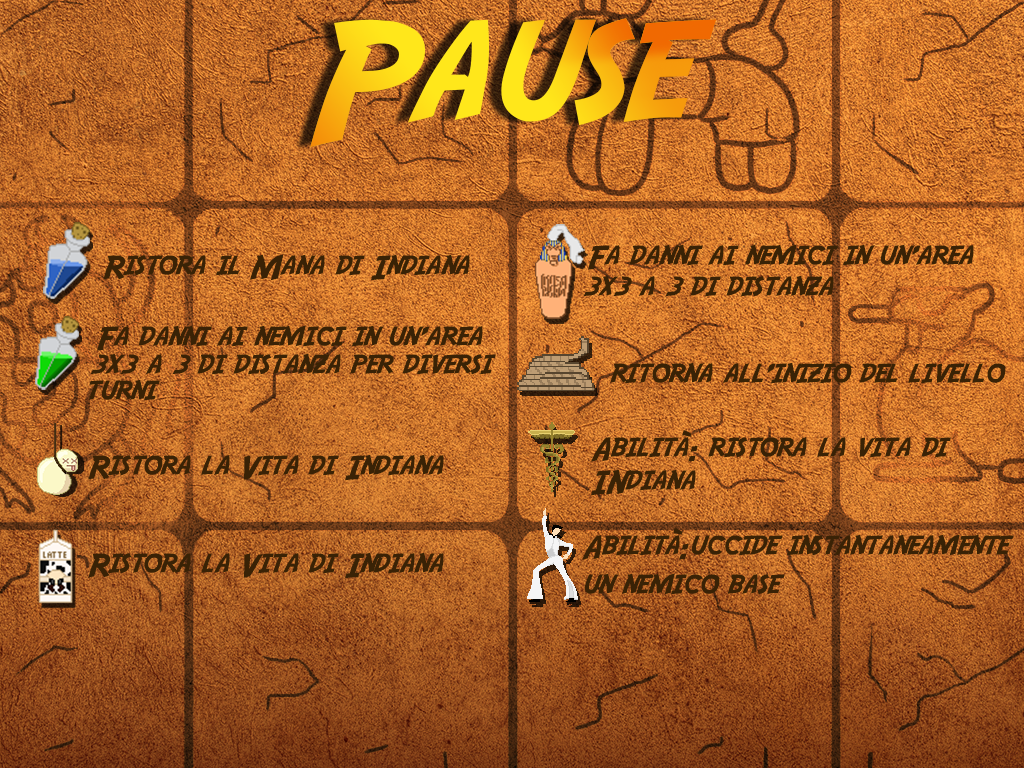 PAUSE
RISTORA IL MANA DI INDIANA
FA DANNI AI NEMICI IN UN'AREA
3X3 A 3 DI DISTANZA PER DIVERSI
TURNI
RISTORA LA VITA DI INDIANA
LATTE
RISTORA LA VITA DI INDIANA
FA DANNI AI NEMICI IN UN'AREA
3X3 A 3 DI DISTANZA
RITORNA ALL'INIZIO DEL LIVELLO
ABILITÀ: RISTORA LA VITA DI
INDIANA
ABILITÀ:UCCIDE INSTANTANEAMENTE
UN NEMICO BASE